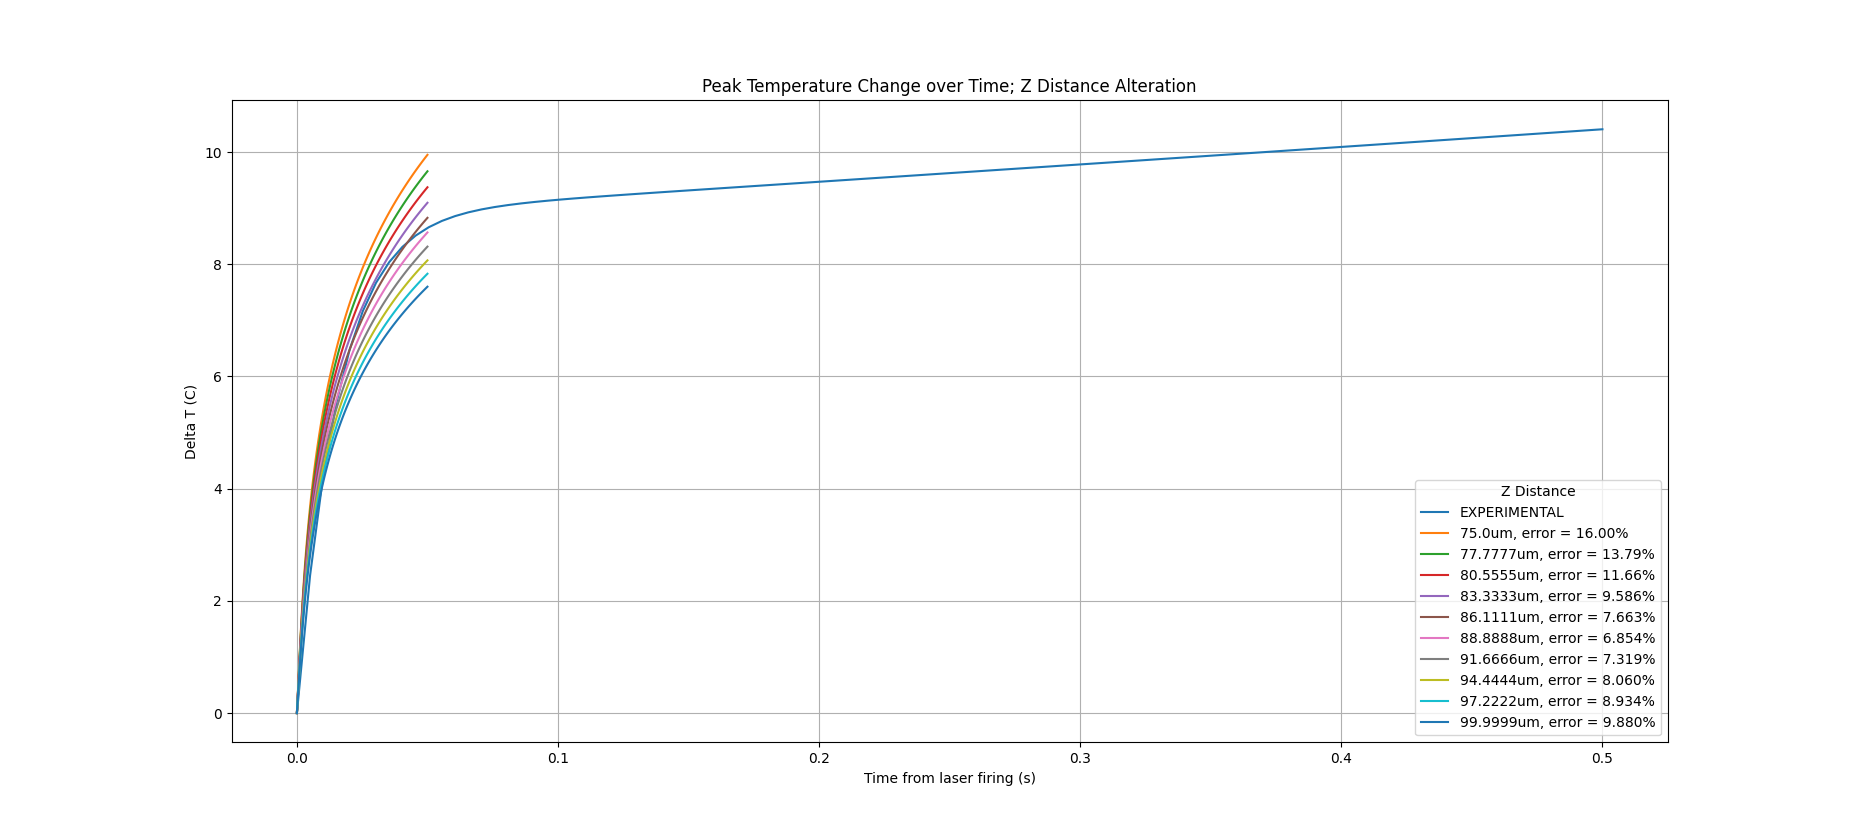 Peak Temperature Change over Time; Z Distance Alteration
Delta T (C)
10
8
6
4
2
0
0.0
0.1
0.2
0.3
0.4
0.5
Time from laser firing (s)
Z Distance
EXPERIMENTAL
75.0um, error = 16.00%
77.7777um, error = 13.79%
80.5555um, error = 11.66%
83.3333um, error = 9.586%
86.1111um, error = 7.663%
88.8888um, error = 6.854%
91.6666um, error = 7.319%
94.4444um, error = 8.060%
97.2222um, error = 8.934%
99.9999um, error = 9.880%